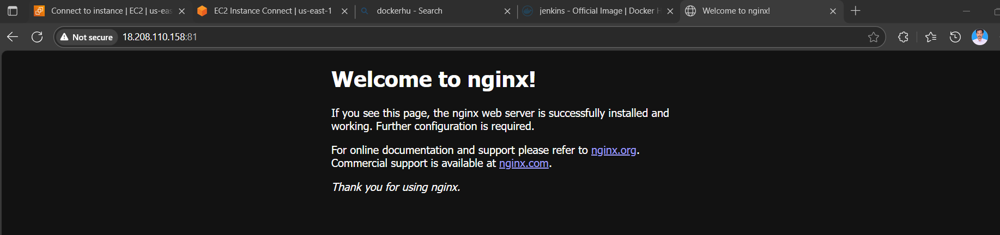 Connect to instance | EC2 | us-eas
EC2 Instance Connect | us-east-1
dockerhu - Search
jenkins - Official Image | Docker H
Welcome to nginx!
Not secure
18.208.110.158:81
Welcome to nginx!
If you see this page, the nginx web server is successfully installed and
working. Further configuration is required.
For online documentation and support please refer to nginx.org.
Commercial support is available at nginx.com.
Thank you for using nginx.